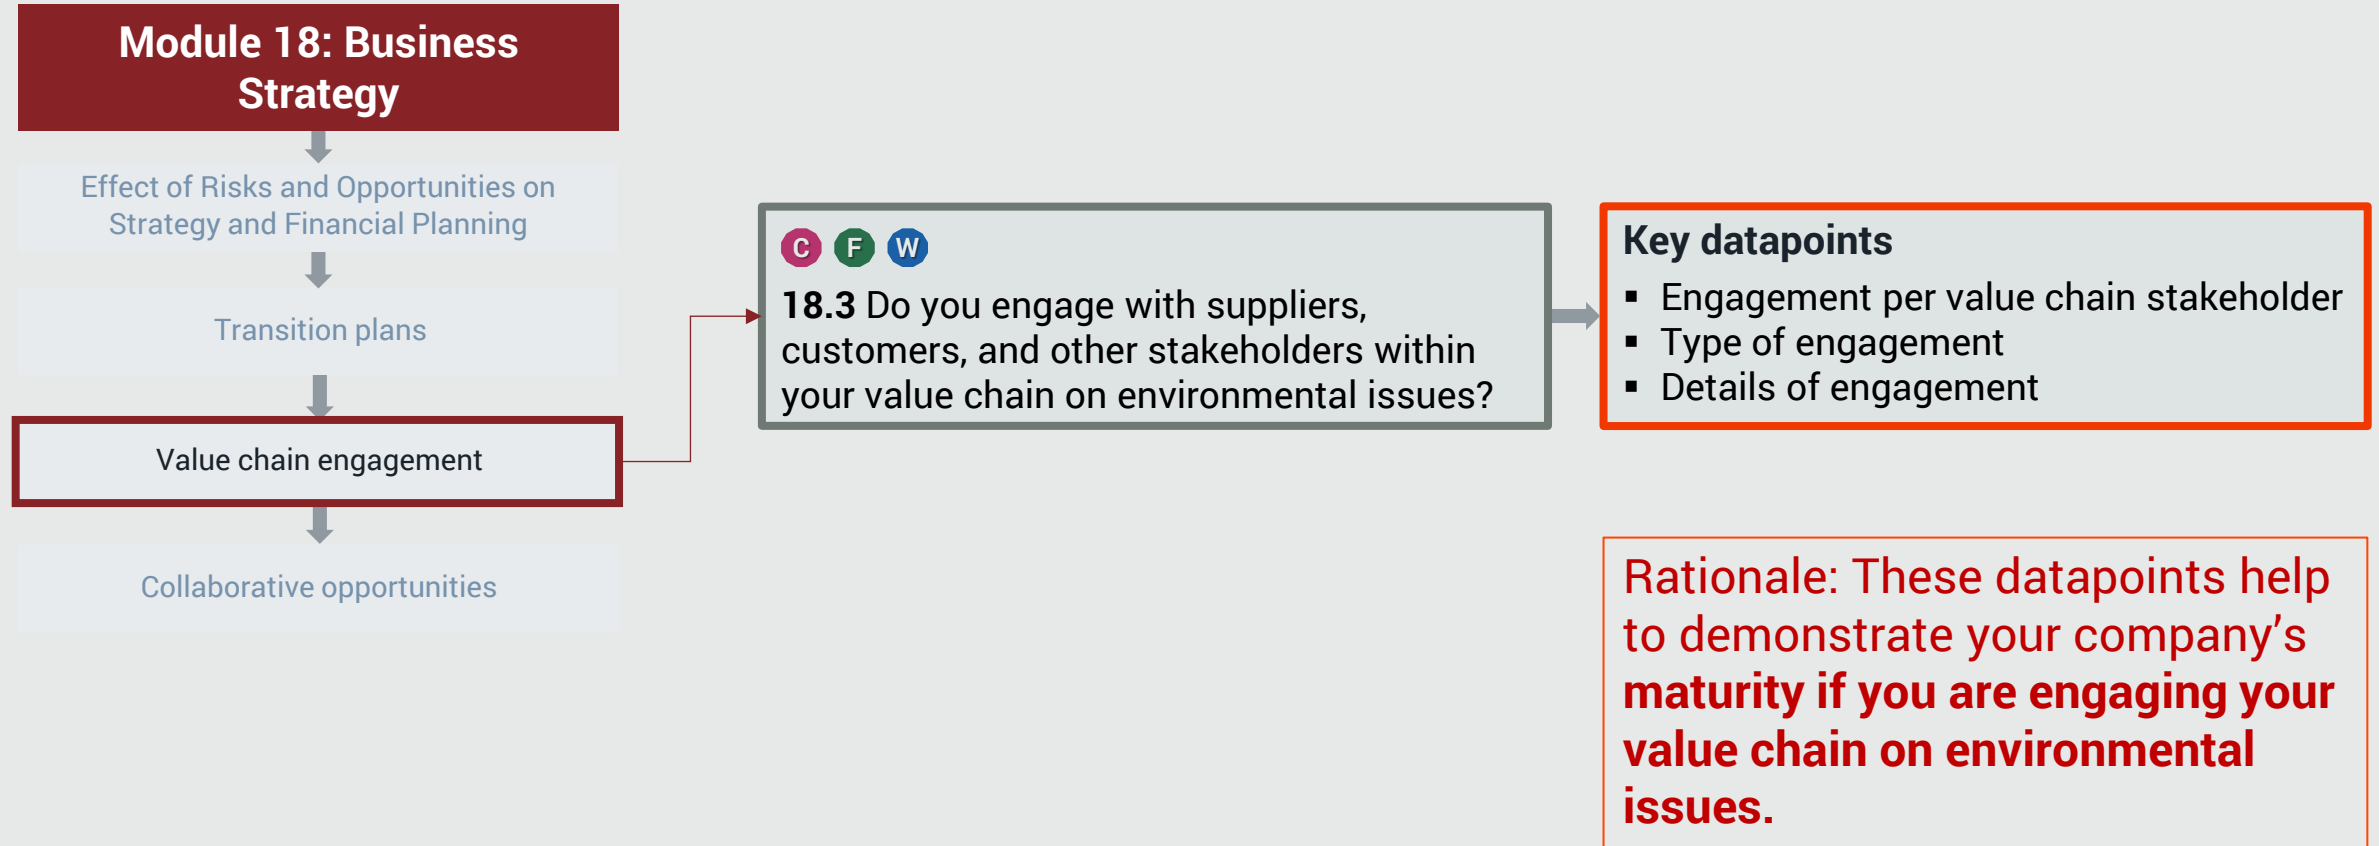 Module 18: Business
Strategy
Effect of Risks and Opportunities on
Strategy and Financial Planning
Transition plans
Value chain engagement
Collaborative opportunities
C F W
18.3 Do you engage with suppliers,
customers, and other stakeholders within
your value chain on environmental issues?
Key datapoints
▪ Engagement per value chain stakeholder
▪ Type of engagement
▪ Details of engagement
Rationale: These datapoints help
to demonstrate your company’s
maturity if you are engaging your
value chain on environmental
issues.